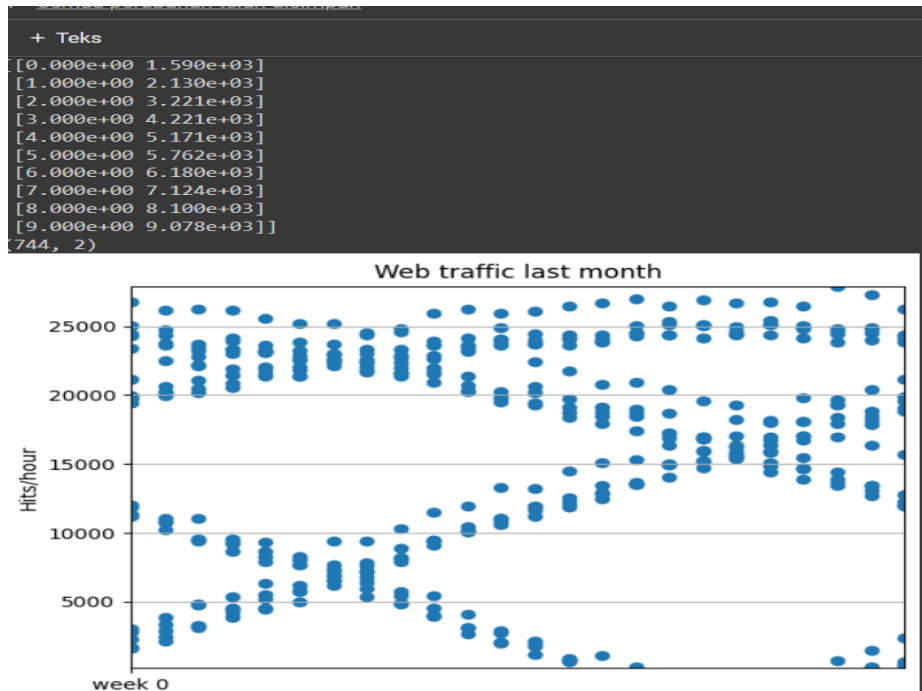 Semua perubahan telah disimpan
+ Teks
[[0.000e+00 1.590e+03]
[1.000e+00 2.130e+03]
[2.000e+00 3.221e+03]
[3.000e+00 4.221e+03]
[4.000e+00 5.171e+03]
[5.000e+00 5.762e+03]
[6.000e+00 6.180e+03]
[7.000e+00 7.124e+03]
[8.000e+00 8.100e+03]
[9.000e+00 9.078e+03]]
(744, 2)
Web traffic last month
25000
20000
15000
10000
5000
Hits/hour
week 0